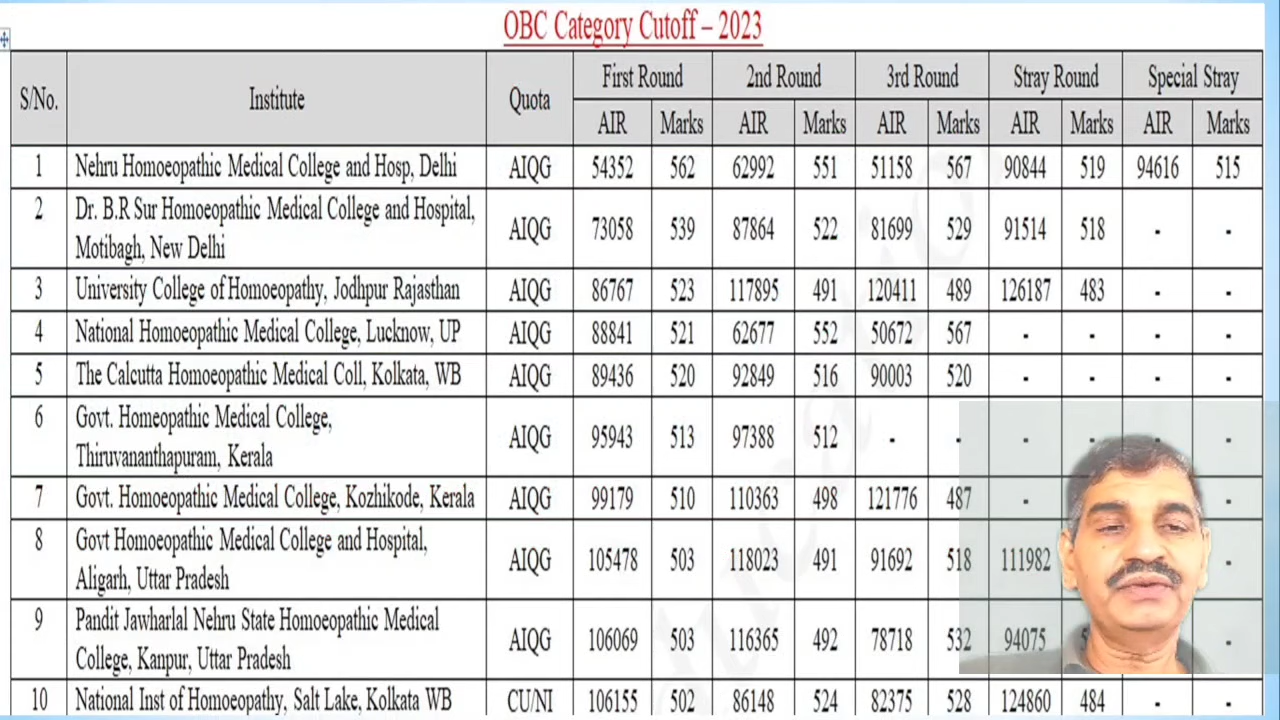 OBC Category Cutoff – 2023
S/No. Institute Quota First Round 2nd Round 3rd Round Stray Round Special Stray
AIR Marks AIR Marks AIR Marks AIR Marks AIR Marks
1 Nehru Homoeopathic Medical College and Hosp, Delhi AIQG 54352 562 62992 551 51158 567 90844 519 94616 515
2 Dr. B.R Sur Homoeopathic Medical College and Hospital,
Motibagh, New Delhi AIQG 73058 539 87864 522 81699 529 91514 518 - -
3 University College of Homoeopathy, Jodhpur Rajasthan AIQG 86767 523 117895 491 120411 489 126187 483 - -
4 National Homoeopathic Medical College, Lucknow, UP AIQG 88841 521 62677 552 50672 567 - - - -
5 The Calcutta Homoeopathic Medical Coll, Kolkata, WB AIQG 89436 520 92849 516 90003 520 - - - -
6 Govt. Homeopathic Medical College,
Thiruvananthapuram, Kerala AIQG 95943 513 97388 512 - - - - - -
7 Govt. Homoeopathic Medical College, Kozhikode, Kerala AIQG 99179 510 110363 498 121776 487 -
8 Govt Homoeopathic Medical College and Hospital,
Aligarh, Uttar Pradesh AIQG 105478 503 118023 491 91692 518 111982 -
9 Pandit Jawharlal Nehru State Homoeopathic Medical
College, Kanpur, Uttar Pradesh AIQG 106069 503 116365 492 78718 532 94075 -
10 National Inst of Homoeopathy, Salt Lake, Kolkata WB CU/NI 106155 502 86148 524 82375 528 124860 484 - -